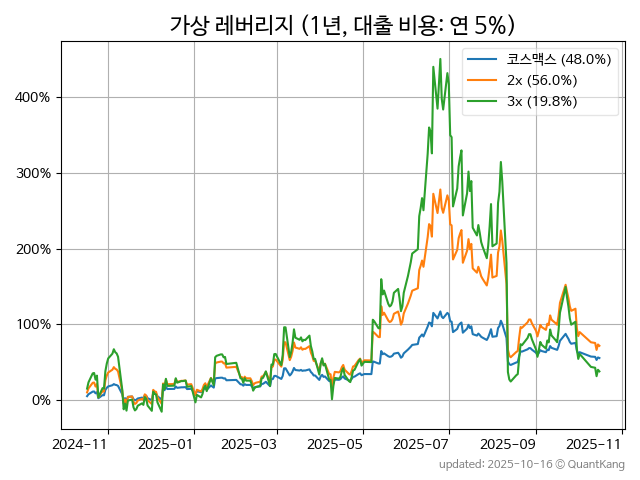 가상 레버리지 (1년, 대출 비용: 연 5%)
코스맥스 (48.0%)
2x (56.0%)
3x (19.8%)
400%
300%
200%
100%
0%
2024-11 2025-01 2025-03 2025-05 2025-07 2025-09 2025-11
updated: 2025-10-16 © QuantKang